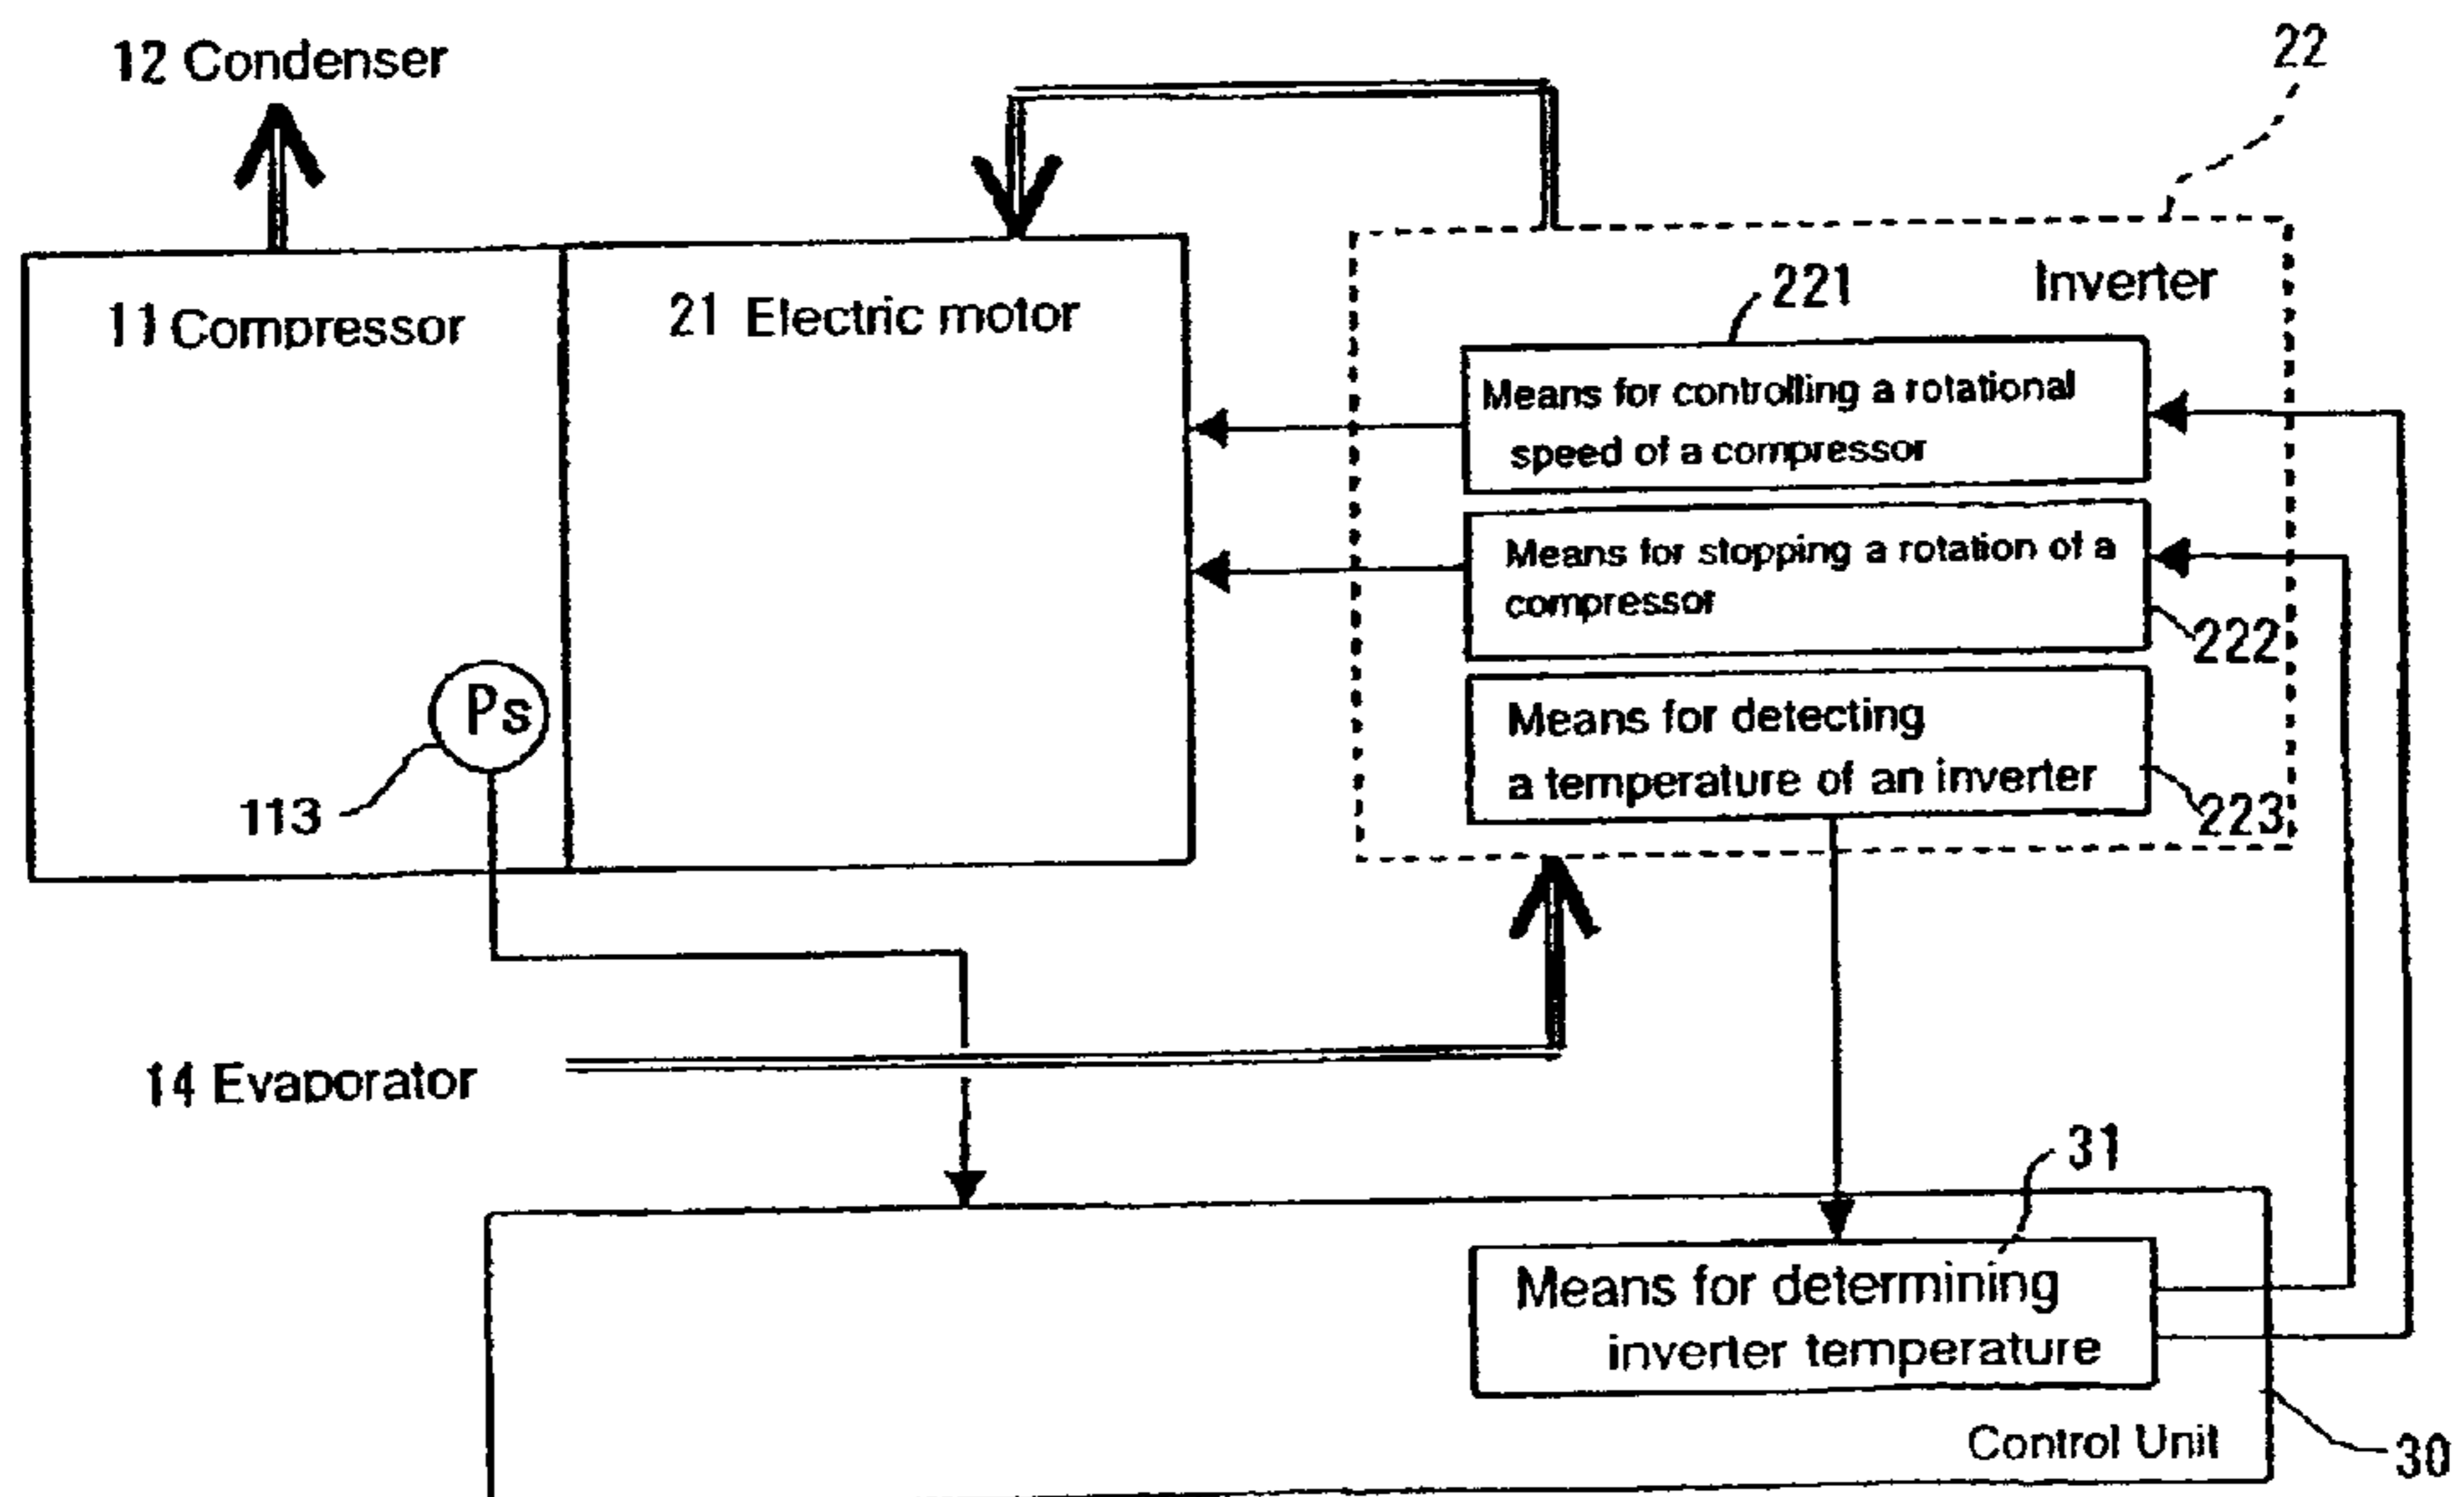 12 Condenser
22
11 Compressor
21 Electric motor
Inverter
221
Means for controlling a rotational
speed of a compressor
Means for stopping a rotation of a
compressor
222
Ps
113
Means for detecting
a temperature of an inverter
223
14 Evaporator
31
Means for determining
inverter temperature
Control Unit
30